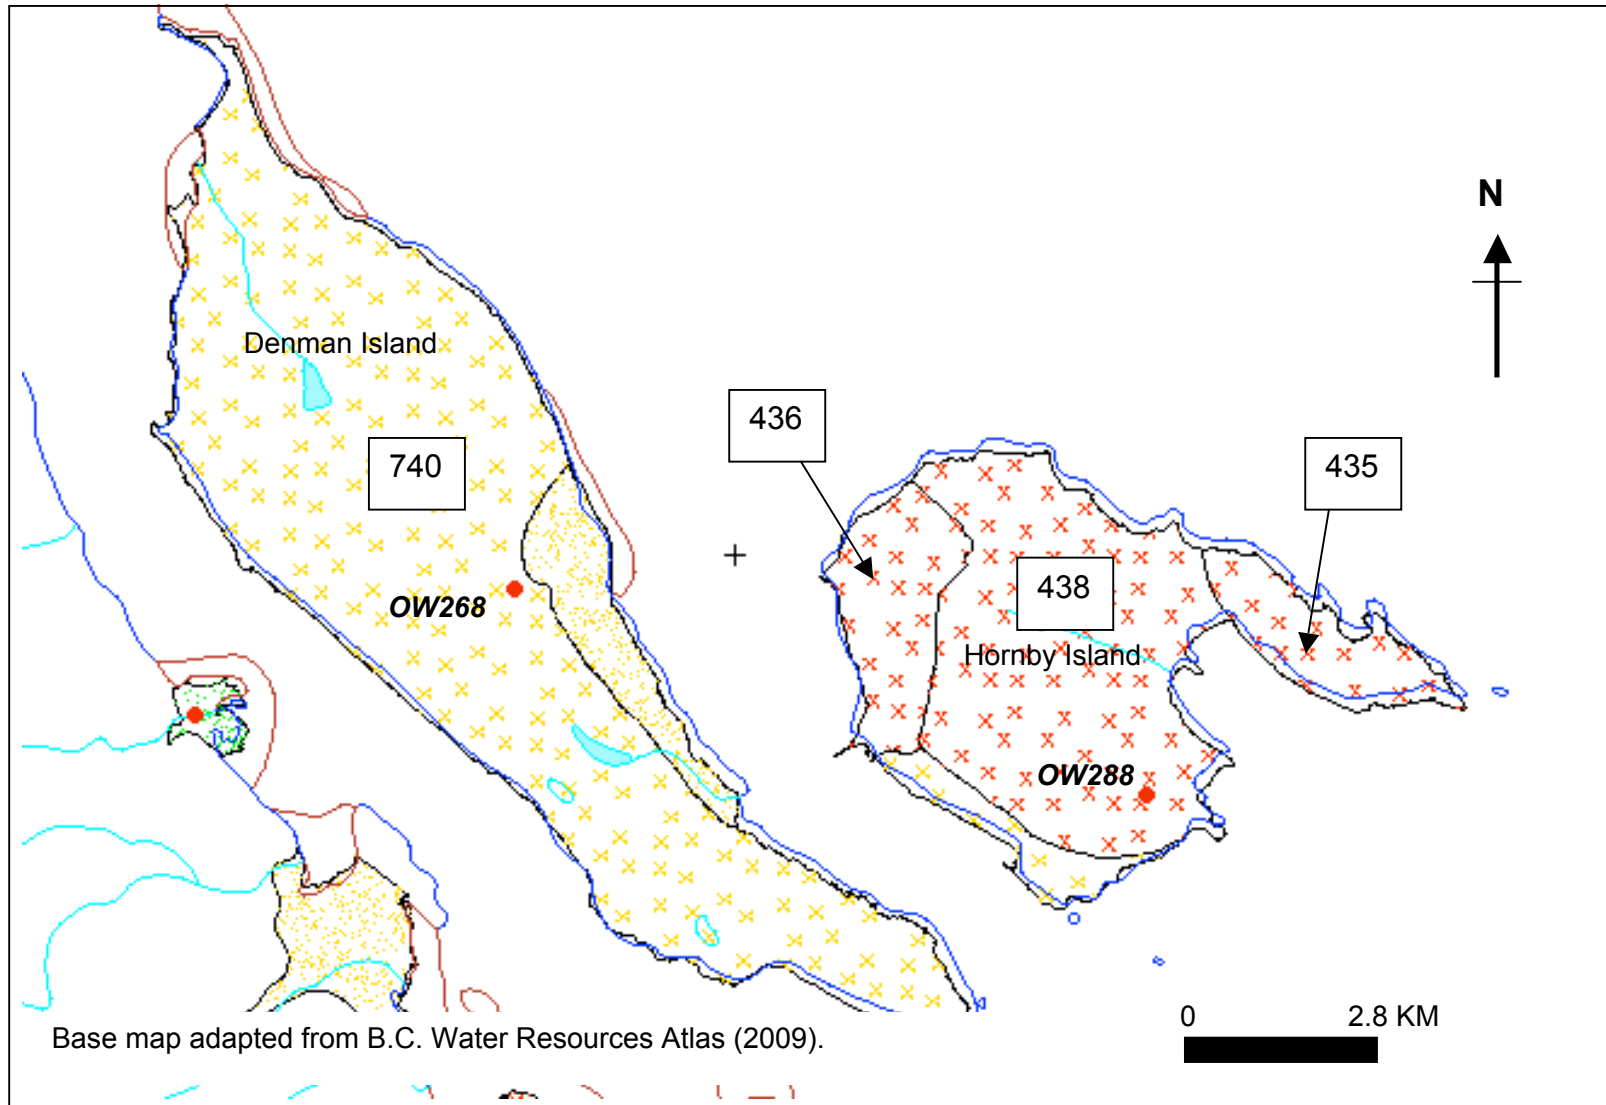 N
Denman Island
436
740
435
438
OW268
Hornby Island
OW288
0 2.8 KM
Base map adapted from B.C. Water Resources Atlas (2009).